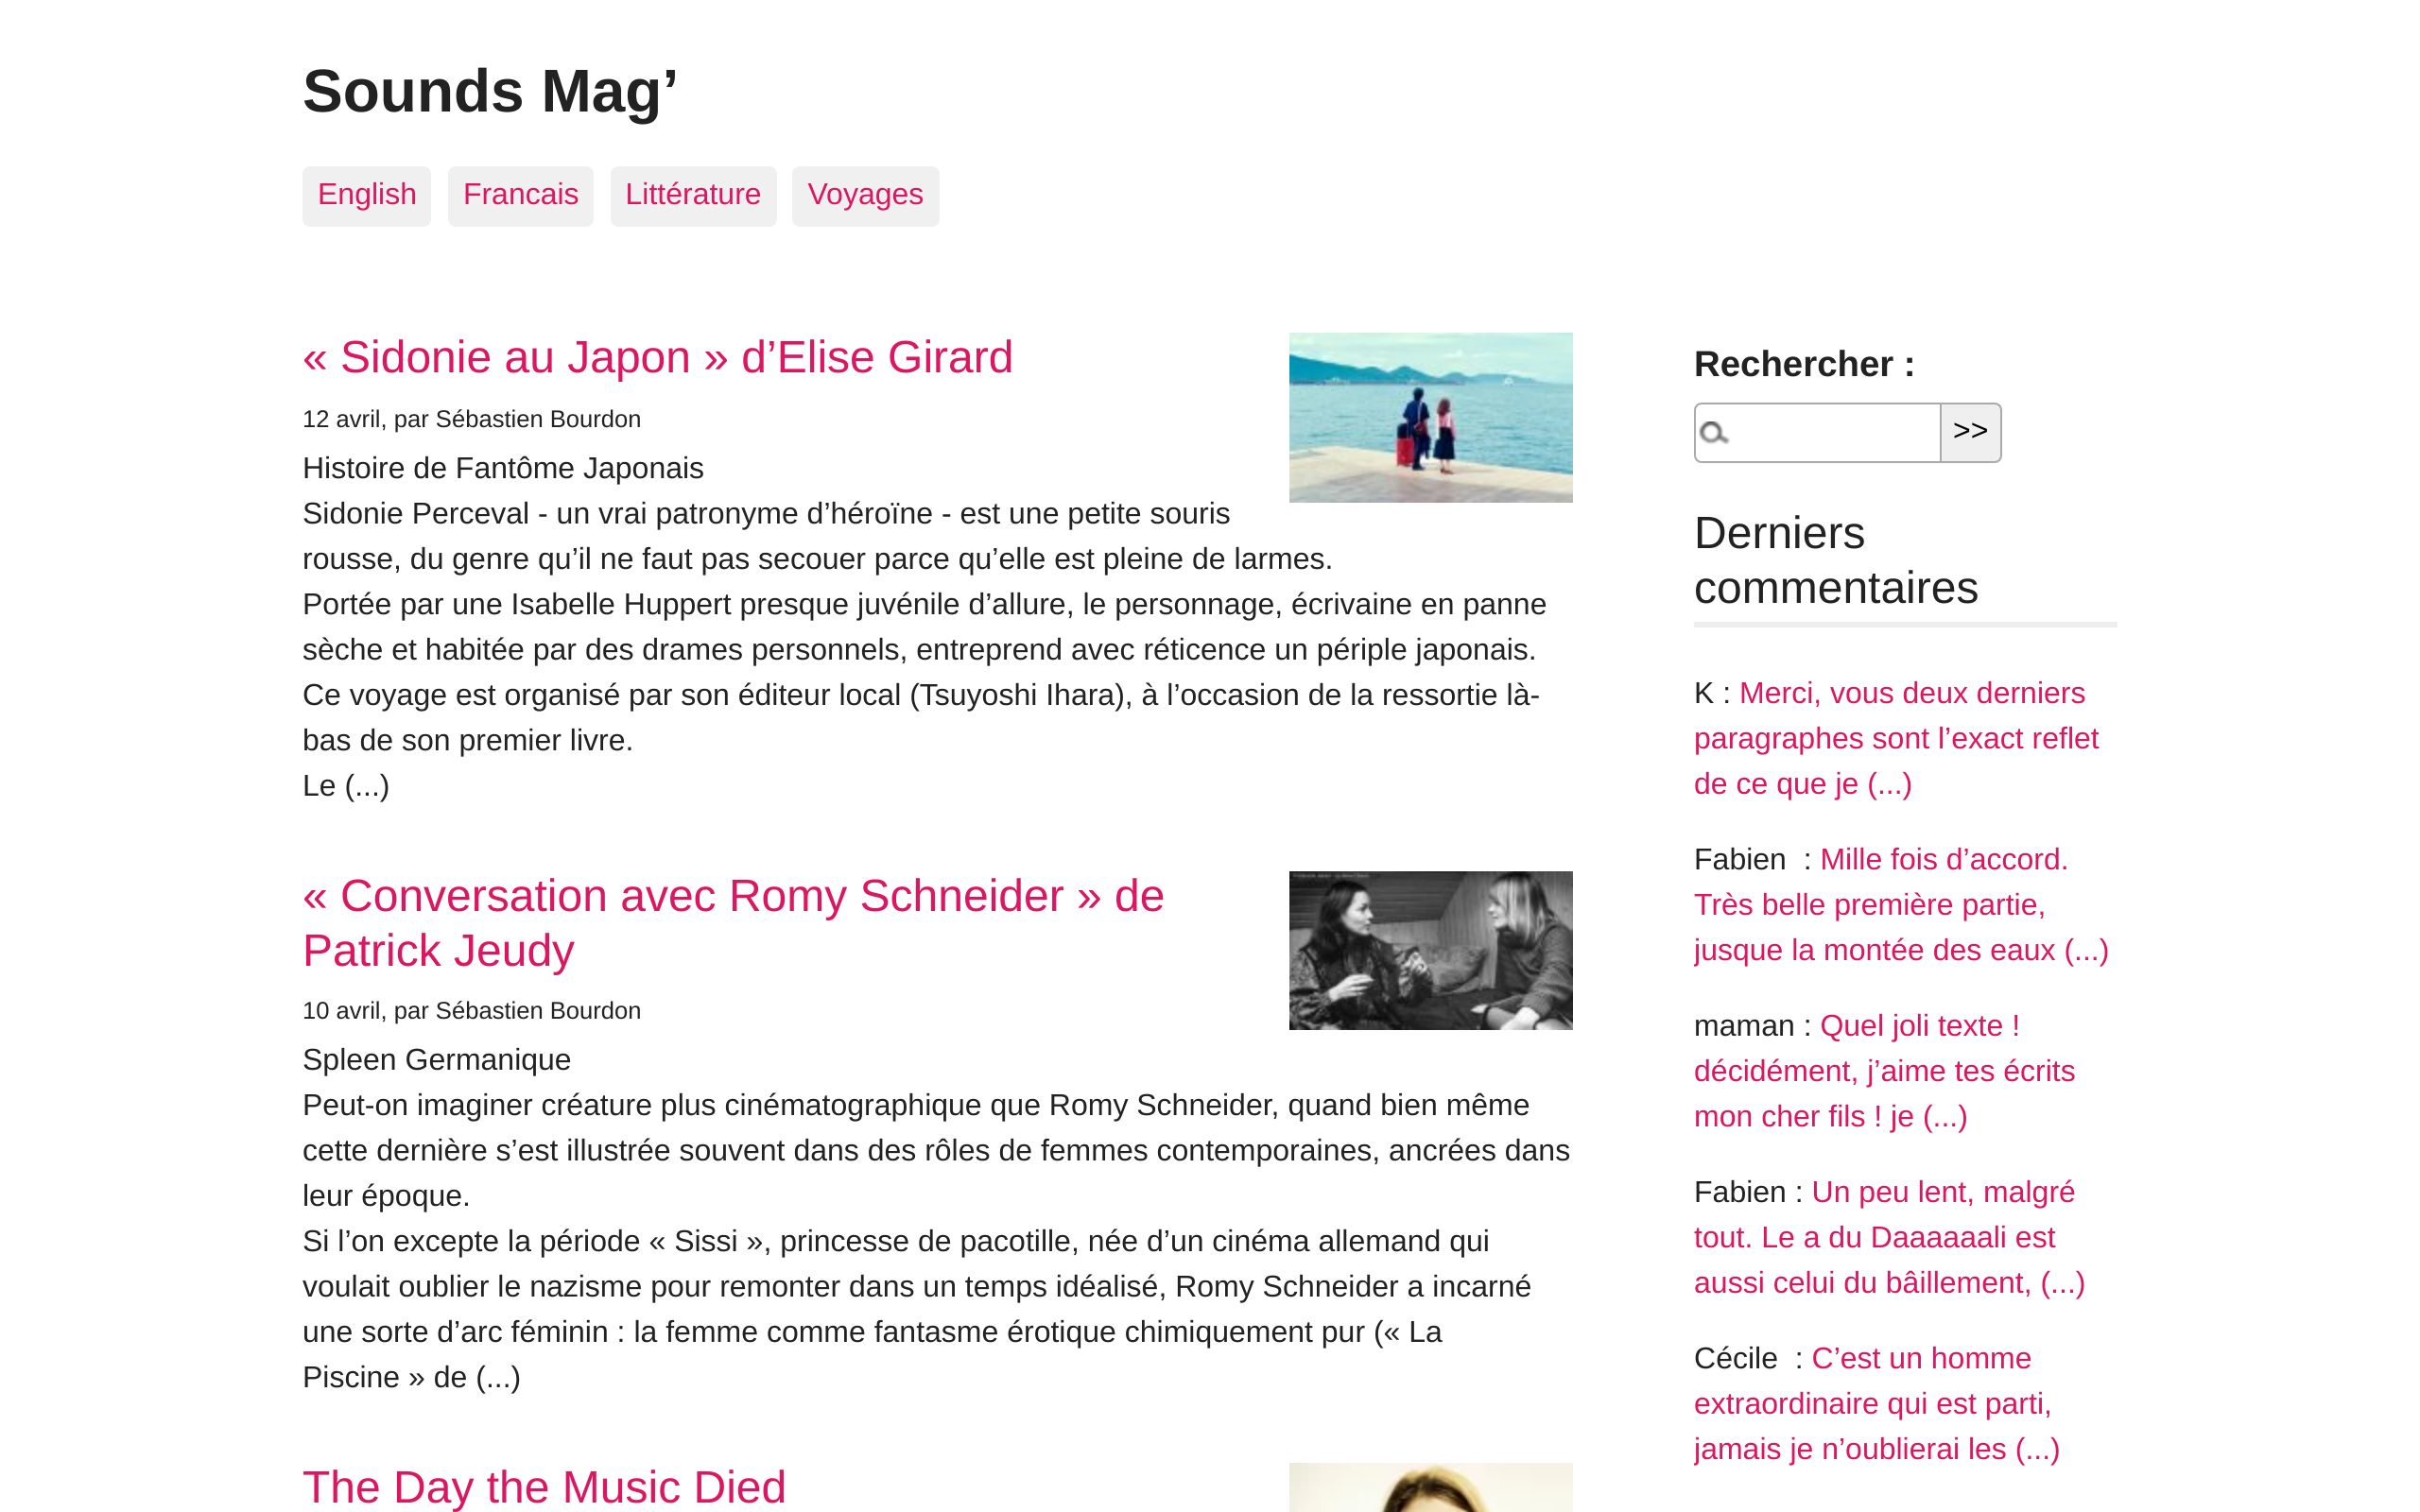 Sounds Mag’
English Francais Littérature Voyages
« Sidonie au Japon » d’Elise Girard
12 avril, par Sébastien Bourdon
Histoire de Fantôme Japonais
Sidonie Perceval - un vrai patronyme d’héroïne - est une petite souris
rousse, du genre qu’il ne faut pas secouer parce qu’elle est pleine de larmes.
Portée par une Isabelle Huppert presque juvénile d’allure, le personnage, écrivaine en panne
sèche et habitée par des drames personnels, entreprend avec réticence un périple japonais.
Ce voyage est organisé par son éditeur local (Tsuyoshi Ihara), à l’occasion de la ressortie là-
bas de son premier livre.
Le (...)
« Conversation avec Romy Schneider » de
Patrick Jeudy
10 avril, par Sébastien Bourdon
Spleen Germanique
Peut-on imaginer créature plus cinématographique que Romy Schneider, quand bien même
cette dernière s’est illustrée souvent dans des rôles de femmes contemporaines, ancrées dans
leur époque.
Si l’on excepte la période « Sissi », princesse de pacotille, née d’un cinéma allemand qui
voulait oublier le nazisme pour remonter dans un temps idéalisé, Romy Schneider a incarné
une sorte d’arc féminin : la femme comme fantasme érotique chimiquement pur (« La
Piscine » de (...)
The Day the Music Died
Rechercher :
>>
Derniers
commentaires
K : Merci, vous deux derniers
paragraphes sont l’exact reflet
de ce que je (...)
Fabien  : Mille fois d’accord.
Très belle première partie,
jusque la montée des eaux (...)
maman : Quel joli texte !
décidément, j’aime tes écrits
mon cher fils ! je (...)
Fabien : Un peu lent, malgré
tout. Le a du Daaaaaali est
aussi celui du bâillement, (...)
Cécile  : C’est un homme
extraordinaire qui est parti,
jamais je n’oublierai les (...)